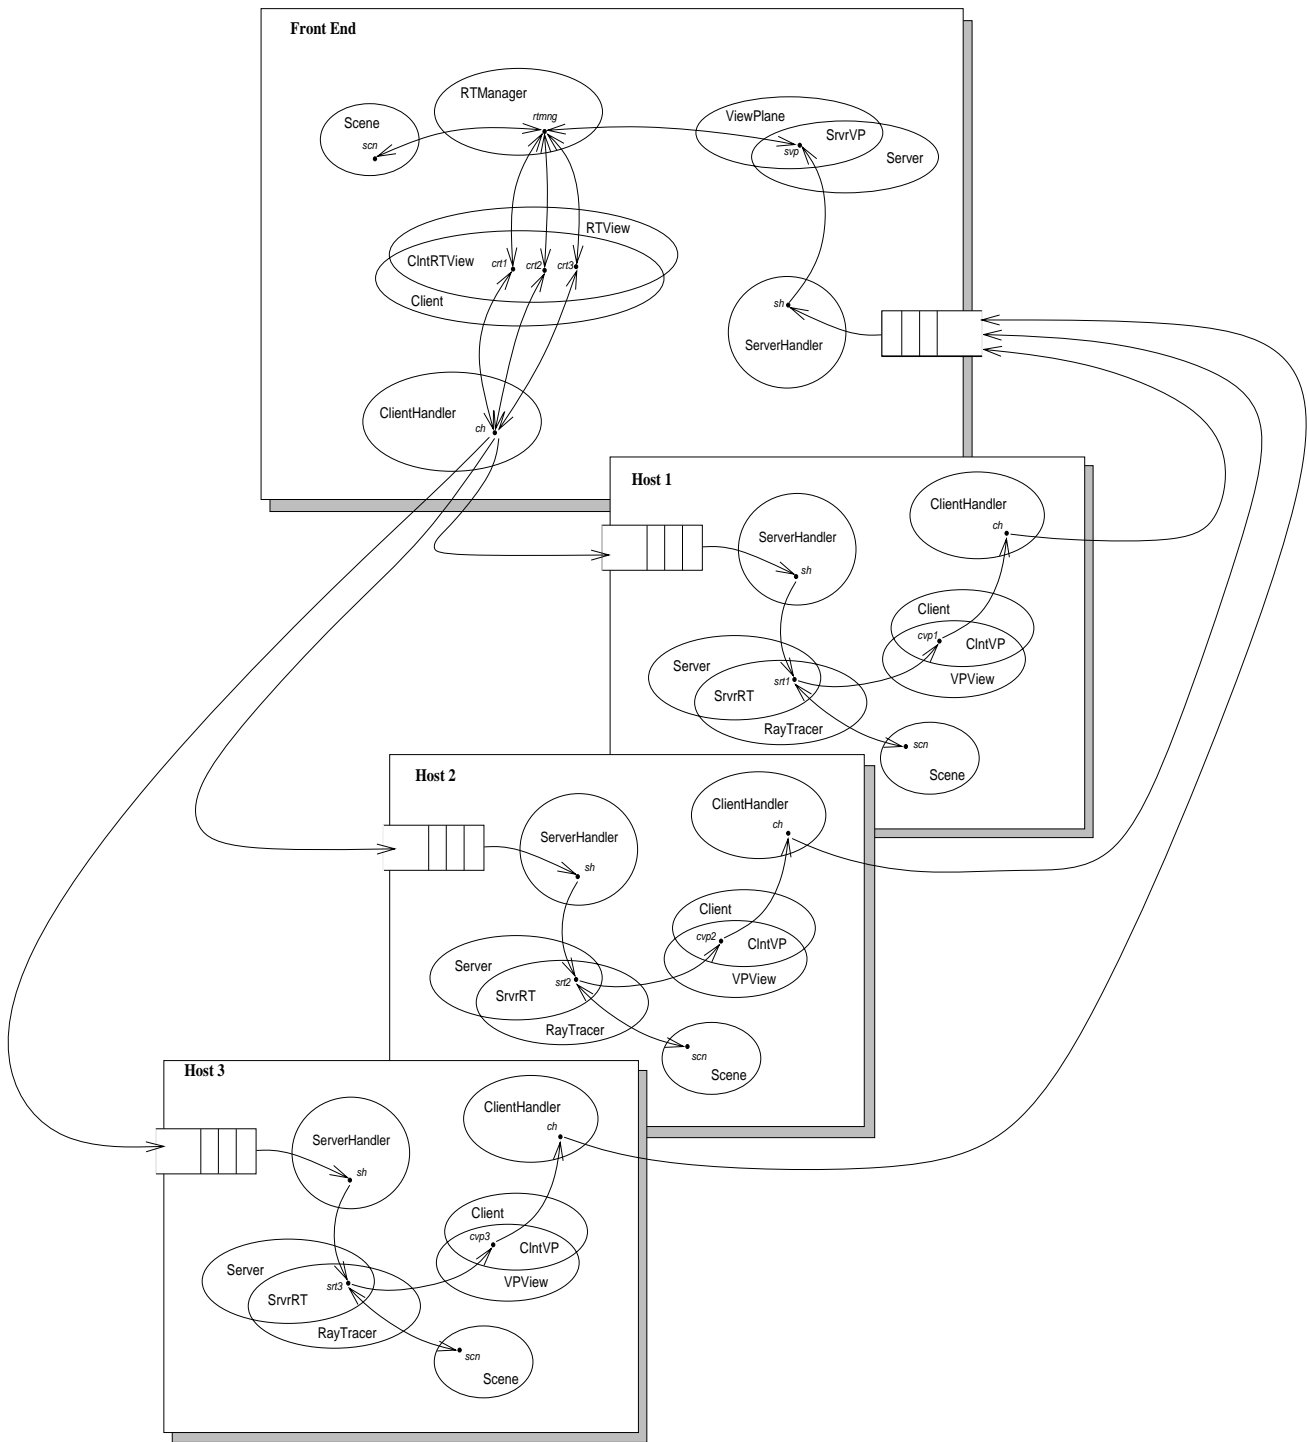 Front End
RTManager
rtmng
Scene
scn
ViewPlane
SrvrVP
svp
Server
RTView
ClntRTView
crt1
crt2
crt3
Client
sh
ServerHandler
ClientHandler
ch
Host 1
ClientHandler
ch
ServerHandler
sh
Client
cvp1
ClntVP
VPView
Server
srt1
SrvrRT
RayTracer
scn
Scene
Host 2
ClientHandler
ch
ServerHandler
sh
Client
cvp2
ClntVP
VPView
Server
srt2
SrvrRT
RayTracer
scn
Scene
Host 3
ClientHandler
ch
ServerHandler
sh
Client
cvp3
ClntVP
VPView
Server
srt3
SrvrRT
RayTracer
scn
Scene